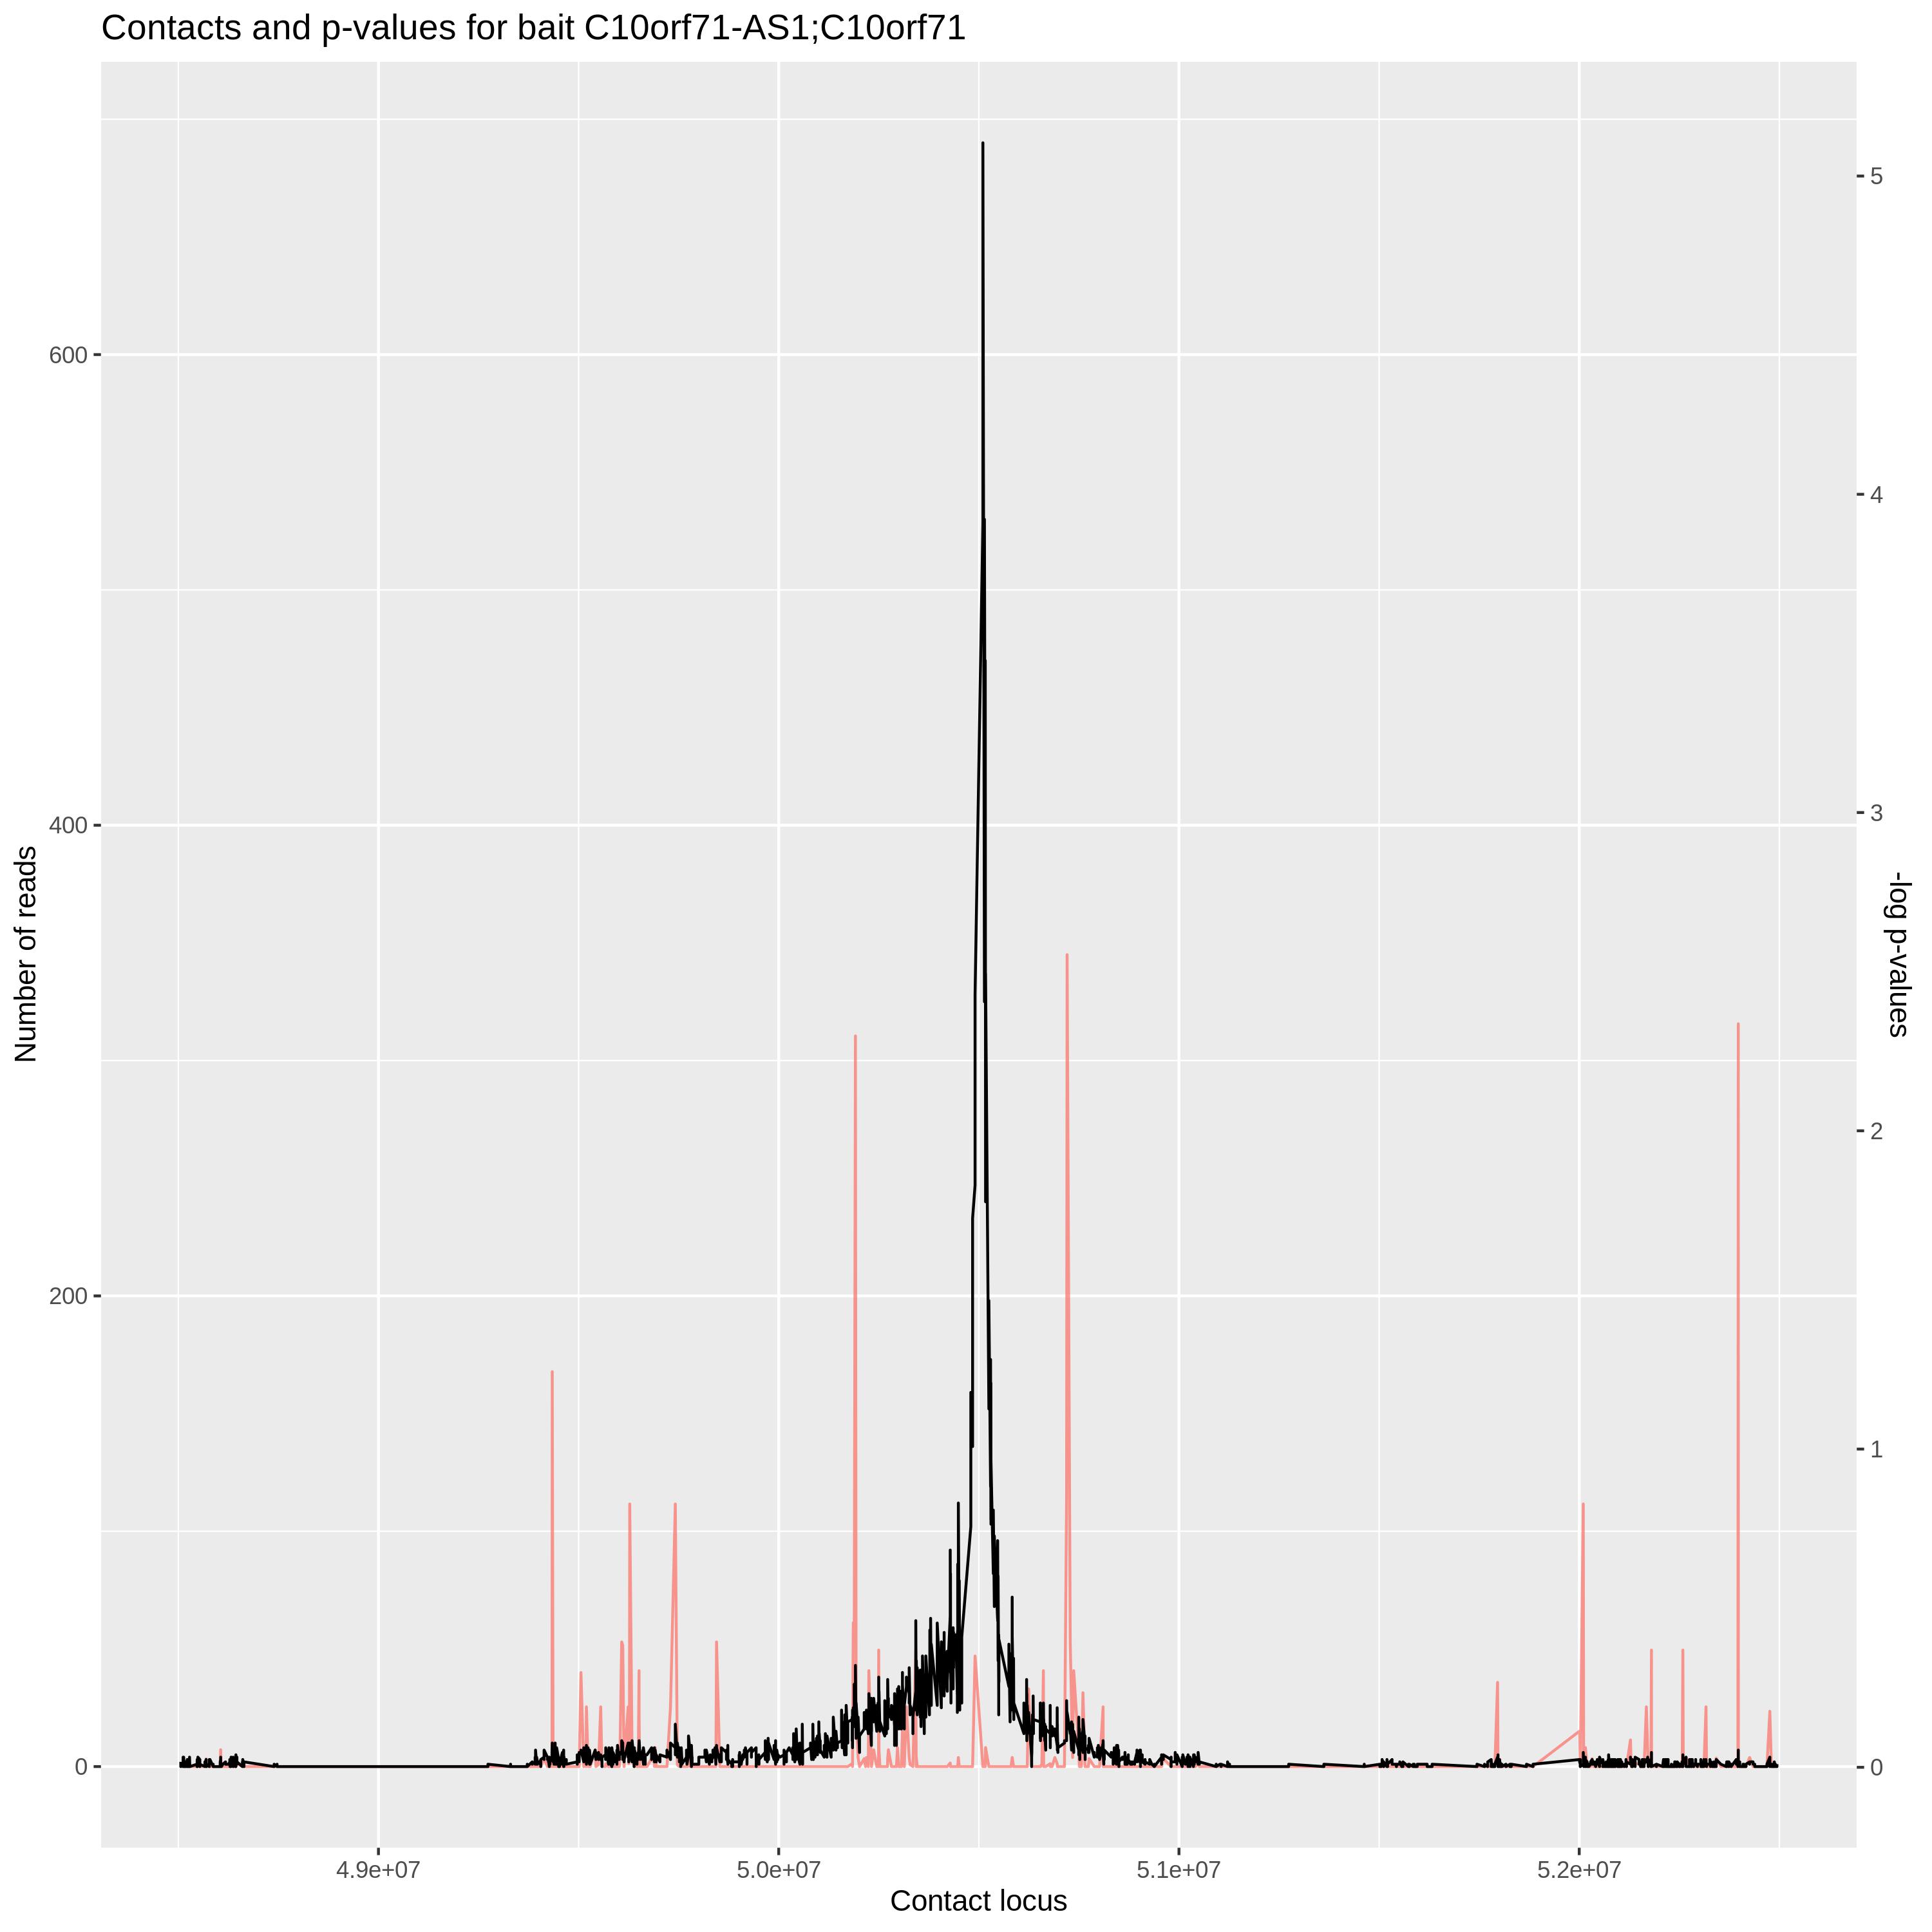 Contacts and p-values for bait C10orf71-AS1;C10orf71
600
400
200
0
Number of reads
5
4
3
2
1
0
-log p-values
4.9e+07
5.0e+07
5.1e+07
5.2e+07
Contact locus